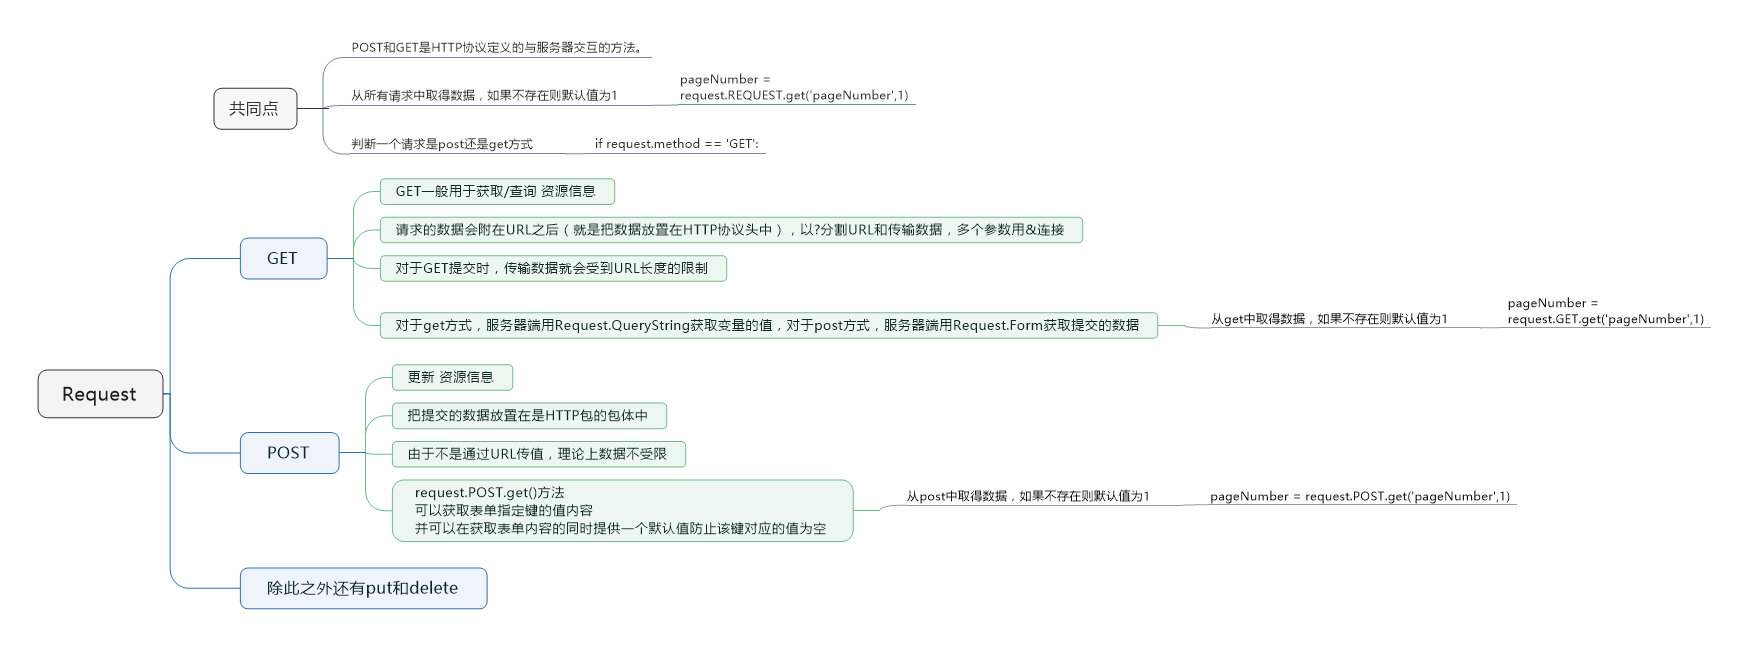 POST和GET是HTTP协议定义的与服务器交互的方法。
共同点
从所有请求中取得数据，如果不存在则默认值为1
pageNumber =
request.REQUEST.get('pageNumber',1)
判断一个请求是post还是get方式
if request.method == 'GET':
Request
GET
GET一般用于获取/查询 资源信息
请求的数据会附在URL之后（就是把数据放置在HTTP协议头中），以?分割URL和传输数据，多个参数用&连接
对于GET提交时，传输数据就会受到URL长度的限制
对于get方式，服务器端用Request.QueryString获取变量的值，对于post方式，服务器端用Request.Form获取提交的数据
从get中取得数据，如果不存在则默认值为1
pageNumber =
request.GET.get('pageNumber',1)
POST
更新 资源信息
把提交的数据放置在是HTTP包的包体中
由于不是通过URL传值，理论上数据不受限
request.POST.get()方法
可以获取表单指定键的值内容
并可以在获取表单内容的同时提供一个默认值防止该键对应的值为空
从post中取得数据，如果不存在则默认值为1
pageNumber = request.POST.get('pageNumber',1)
除此之外还有put和delete